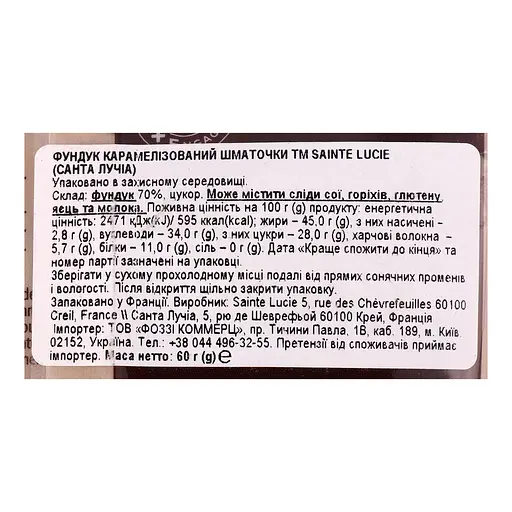 ФУНДУК КАРАМЕЛІЗОВАНИЙ ШМАТОЧКИ ТМ SAINTE LUCIE
(САНТА ЛУЧІА)
Упаковано в захисному середовищі.
Склад: фундук 70%, цукор. Може містити сліди сої, горіхів, глютену,
яєць та молока. Поживна цінність на 100 г (g) продукту: енергетична
цінність: 2471 кДж(kJ)/ 595 ккал(kcal); жири – 45,0 г (g), з них насичені –
2,8 г (g), вуглеводи – 34,0 г (g), з них цукри – 28,0 г (g), харчові волокна –
5,7 г (g), білки – 11,0 г (g), сіль – 0 г (g). Дата «Краще спожити до кінця» та
номер партії зазначені на упаковці.
Зберігати у сухому прохолодному місці подалі від прямих сонячних променів
і вологості. Після відкриття щільно закрити упаковку.
Запаковано у Франції. Виробник: Sainte Lucie 5, rue des Chèvrefeuilles 60100
Creil, France \\ Санта Лучія, 5, рю де Шеврефьой 60100 Крей, Франція
Імпортер: ТОВ «ФОЗЗІ КОММЕРЦ», пр. Тичини Павла, 1В, каб. 189, м. Київ
02152, Україна. Тел.: +38 044 496-32-55. Претензії від споживачів приймає
імпортер. Маса нетто: 60 г (g) ℮